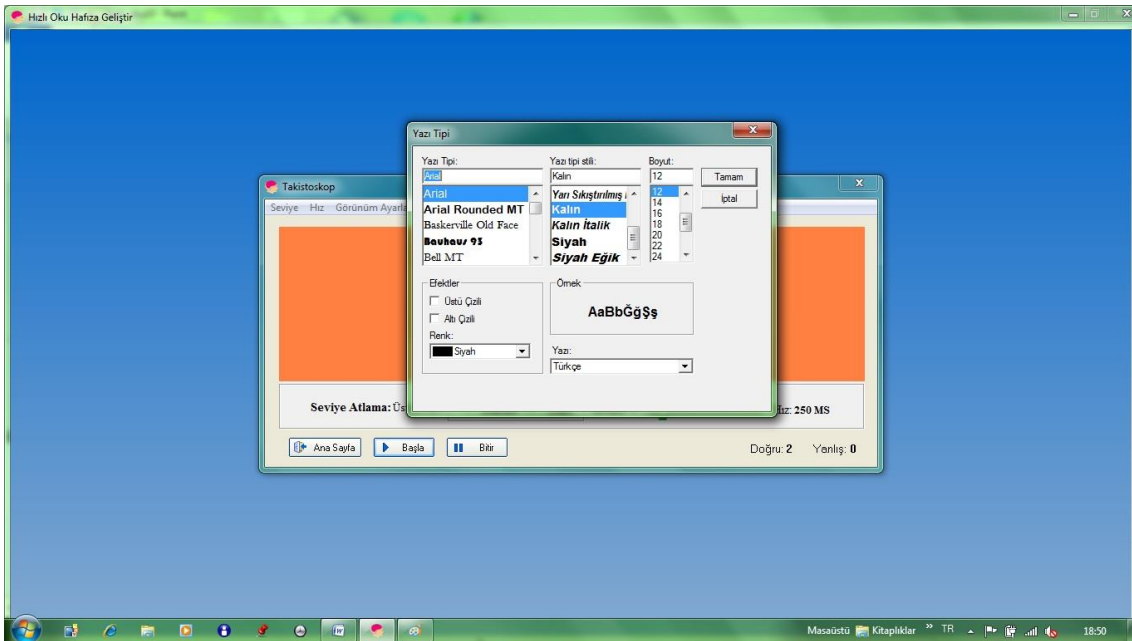 Hızlı Oku Hafıza Geliştir
Yazı Tipi
Yazı Tipi:
Yazı tipi stili:
Boyut:
Arial
Kalın
12
Tamam
İptal
Arial
Arial Rounded MT
Baskerville Old Face
Bauhaus 93
Bell MT
Yarı Sıkıştırılmış
Kalın
Kalın İtalik
Siyah
Siyah Eğik
12
14
16
18
20
22
24
Efektler
Üstü Çizili
Altı Çizili
Renk:
Siyah
Örnek
AaBbĞğŞş
Yazı:
Türkçe
Takistoskop
Seviye Hız Görünüm
Seviye Atlama:
250 MS
Ana Sayfa
Başla
Bitir
Doğru: 2 Yanlış: 0
Masaüstü Kitaplıklar » TR 18:50